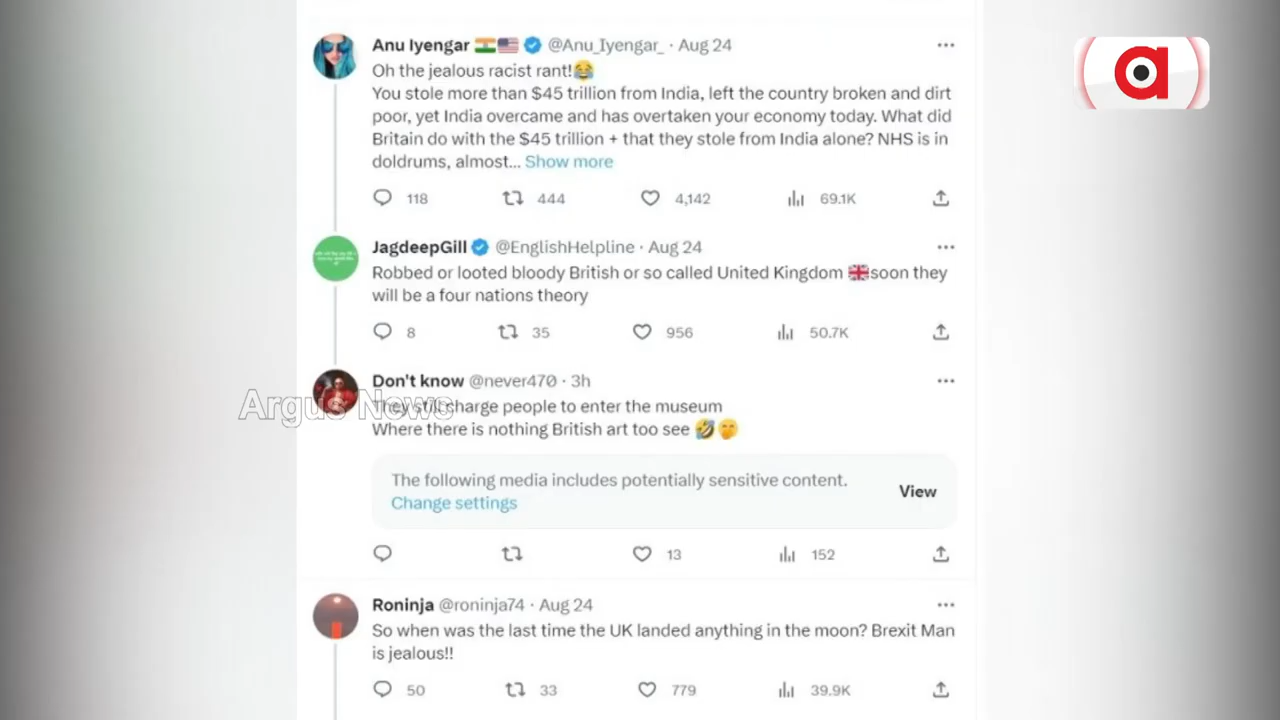 Anu Iyengar 🇮🇳🇺🇸 @Anu_Iyengar_ · Aug 24
Oh the jealous racist rant!😂
You stole more than $45 trillion from India, left the country broken and dirt
poor, yet India overcame and has overtaken your economy today. What did
Britain do with the $45 trillion + that they stole from India alone? NHS is in
doldrums, almost... Show more
118 444 4,142 69.1K
JagdeepGill @EnglishHelpline · Aug 24
Robbed or looted bloody British or so called United Kingdom 🇬🇧soon they
will be a four nations theory
8 35 956 50.7K
Don't know @never470 · 3h
They still charge people to enter the museum
Where there is nothing British art too see 🤣🤭
Argus News
The following media includes potentially sensitive content.
Change settings
View
13 152
Roninja @roninja74 · Aug 24
So when was the last time the UK landed anything in the moon? Brexit Man
is jealous!!
50 33 779 39.9K
a